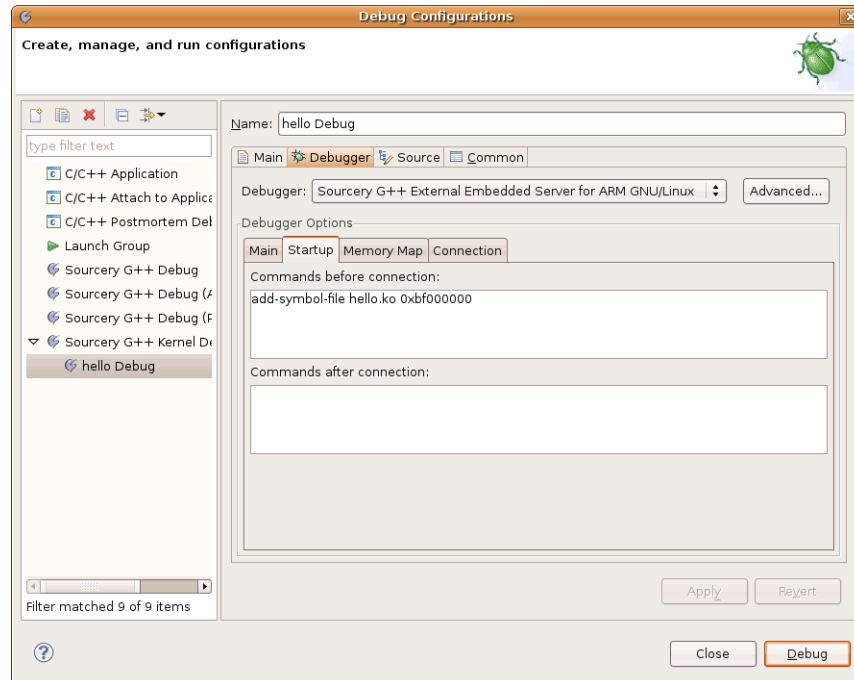 Debug Configurations
Create, manage, and run configurations
type filter text
C/C++ Application
C/C++ Attach to Applica
C/C++ Postmortem Deb
Launch Group
Sourcery G++ Debug
Sourcery G++ Debug (A
Sourcery G++ Debug (P
Sourcery G++ Kernel De
hello Debug
Filter matched 9 of 9 items
Name: hello Debug
Main Debugger Source Common
Debugger: Sourcery G++ External Embedded Server for ARM GNU/Linux Advanced...
Debugger Options
Main Startup Memory Map Connection
Commands before connection:
add-symbol-file hello.ko 0xbf000000
Commands after connection:
Apply Revert
? Close Debug